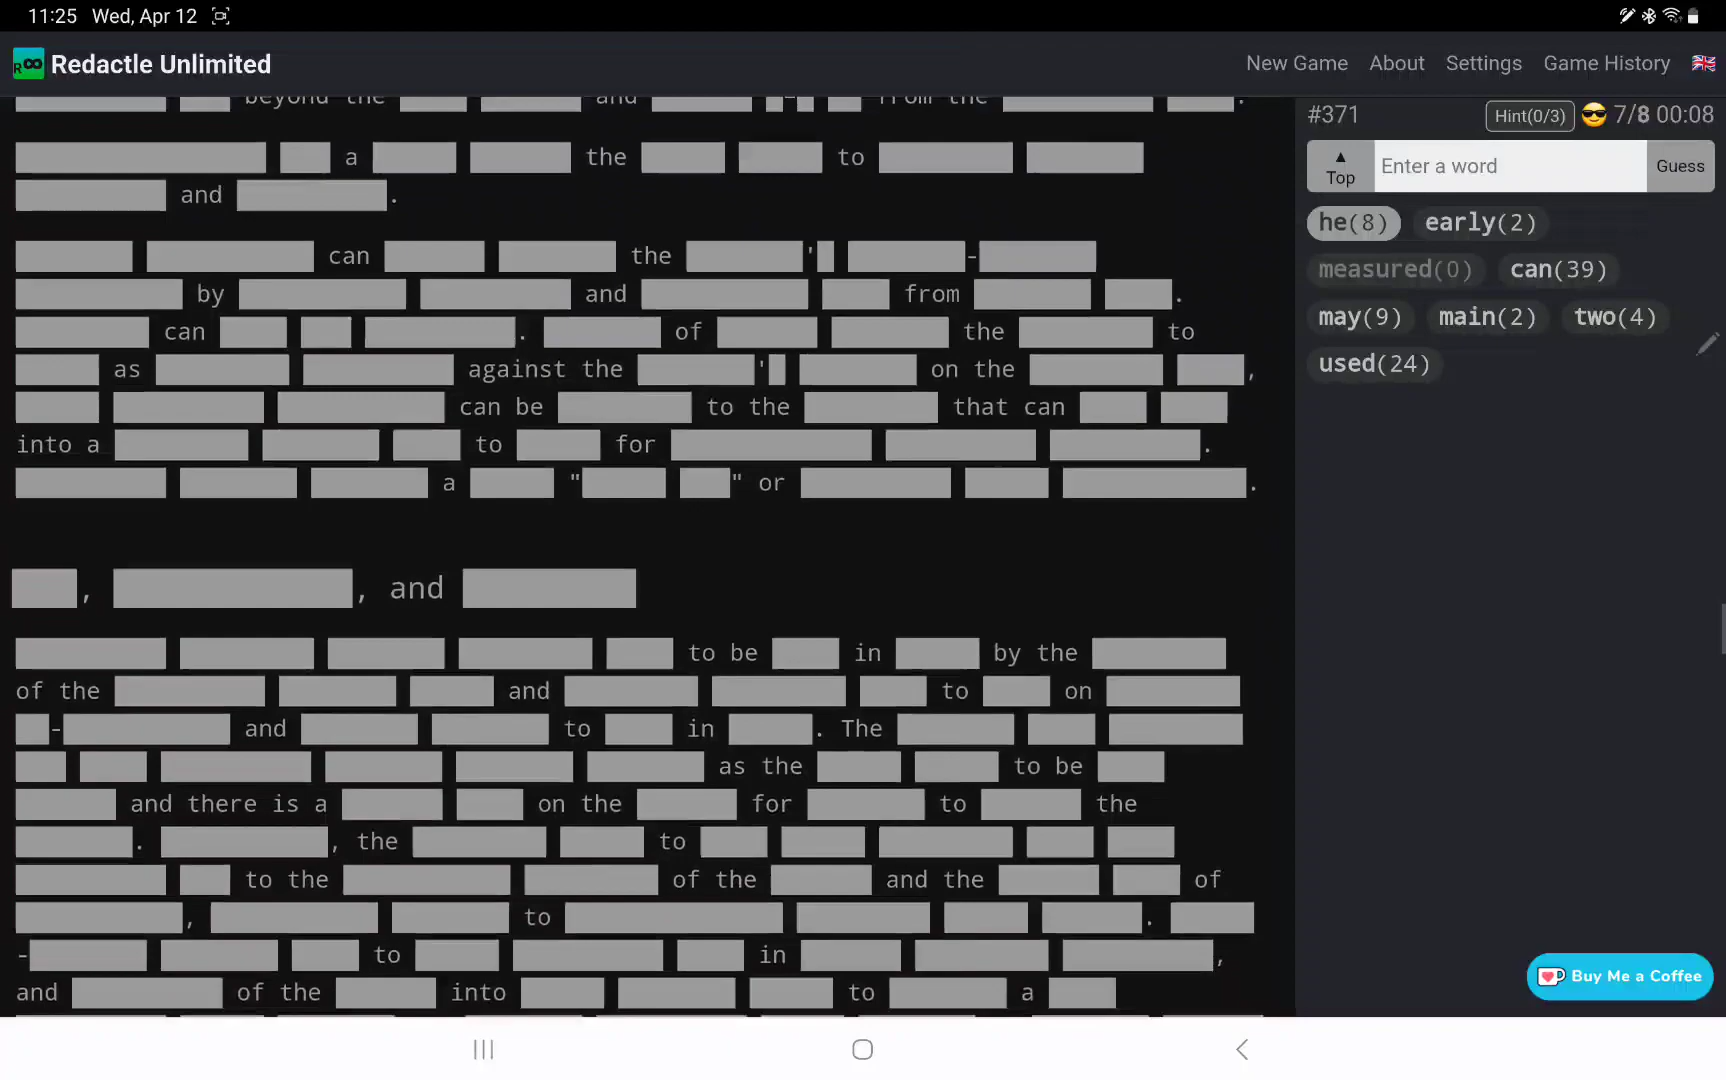 11:25 Wed, Apr 12
R∞ Redactle Unlimited
New Game About Settings Game History
beyond the and - from the .
a the to
and .
can the ' -
by and from .
can . of the to
as against the ' on the ,
can be to the that can
into a to for .
a " " or .
, , and
to be in by the
of the and to on
- and to in . The
as the to be
and there is a on the for to the
. , the to
to the of the and the of
, to .
- to in ,
and of the into to a
#371 Hint(0/3) 😎 7/8 00:08
▲ Top Enter a word Guess
he(8) early(2)
measured(0) can(39)
may(9) main(2) two(4)
used(24)
Buy Me a Coffee